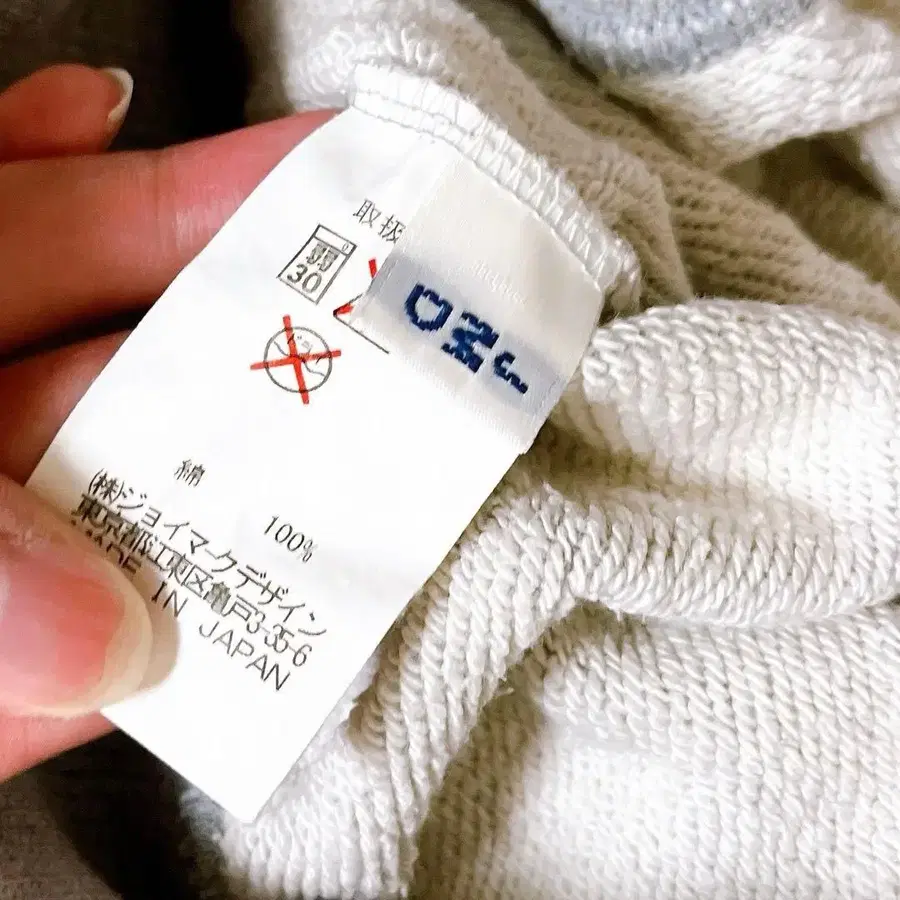 取扱
弱
30
綿
100%
(株)ジョイマークデザイン
東京都江東区亀戸3-35-6
MADE IN JAPAN